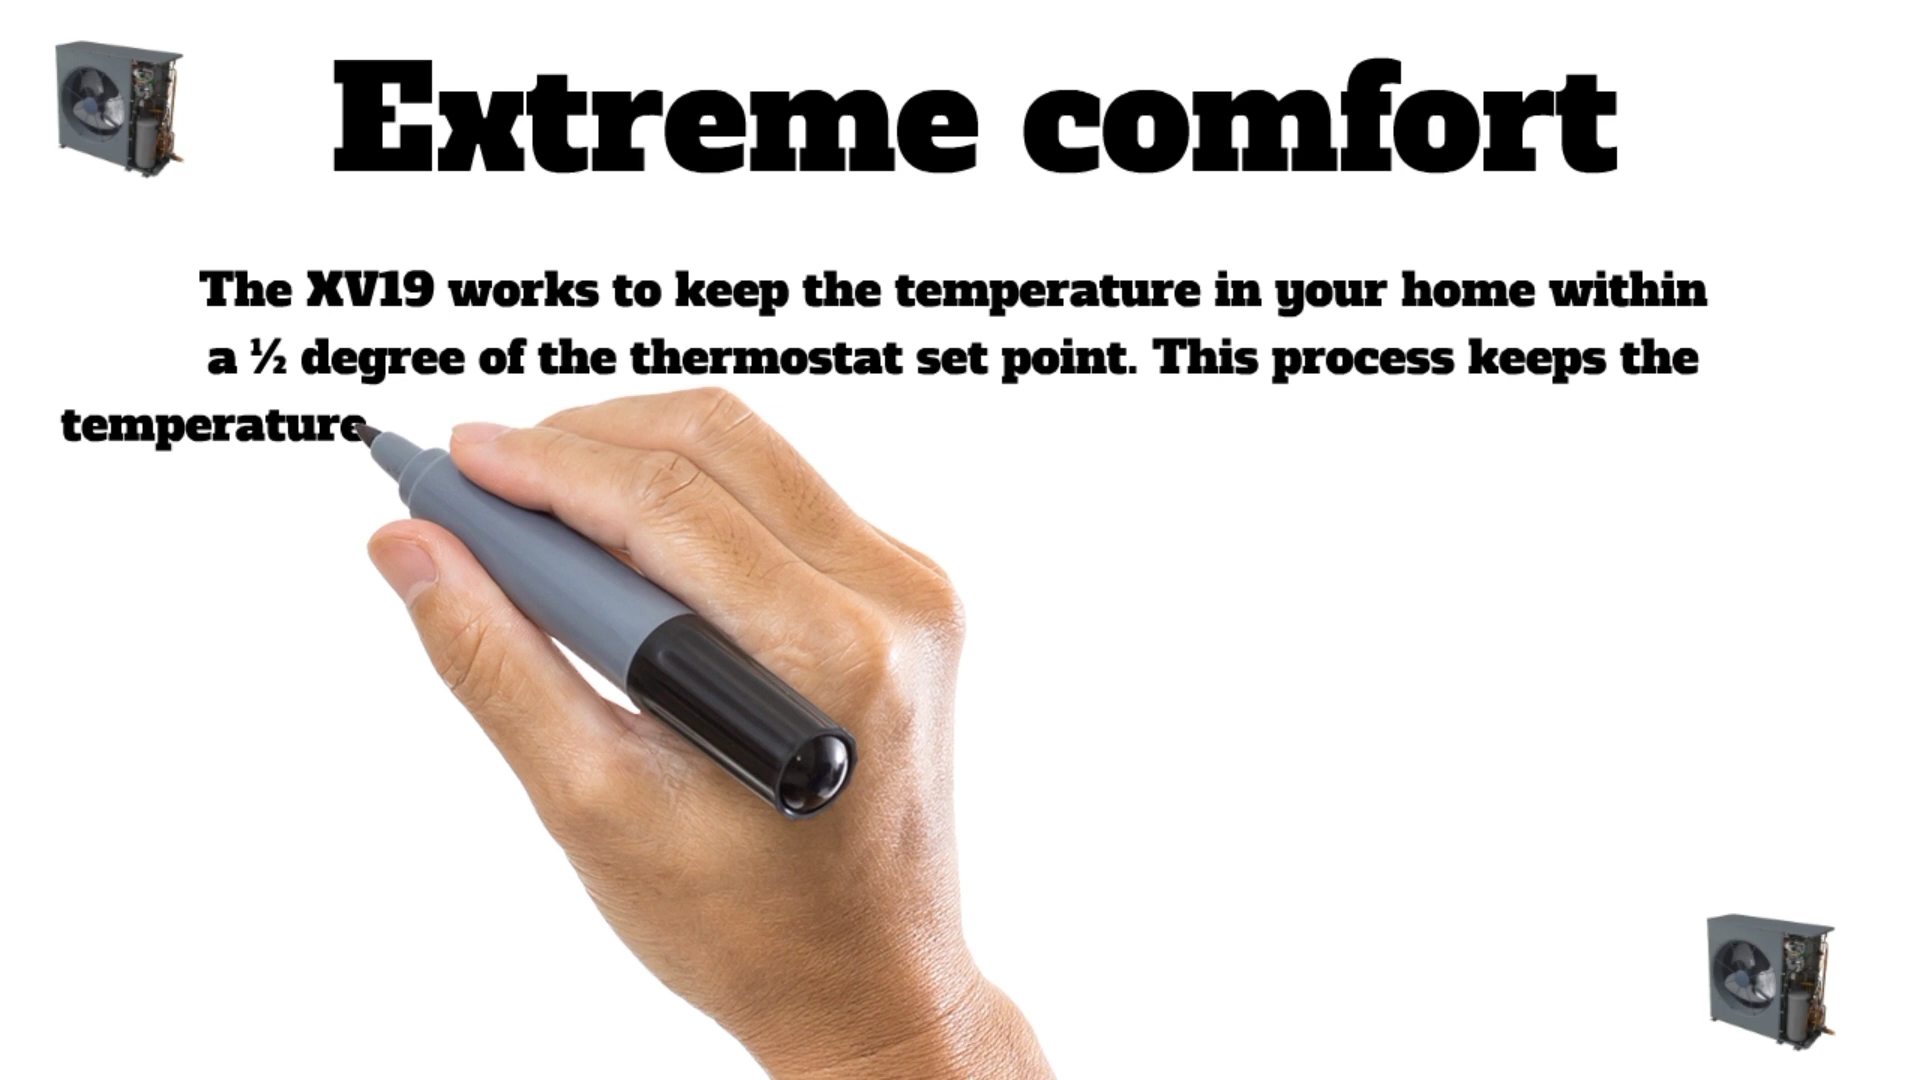 Extreme comfort
The XV19 works to keep the temperature in your home within
a ½ degree of the thermostat set point. This process keeps the
temperature